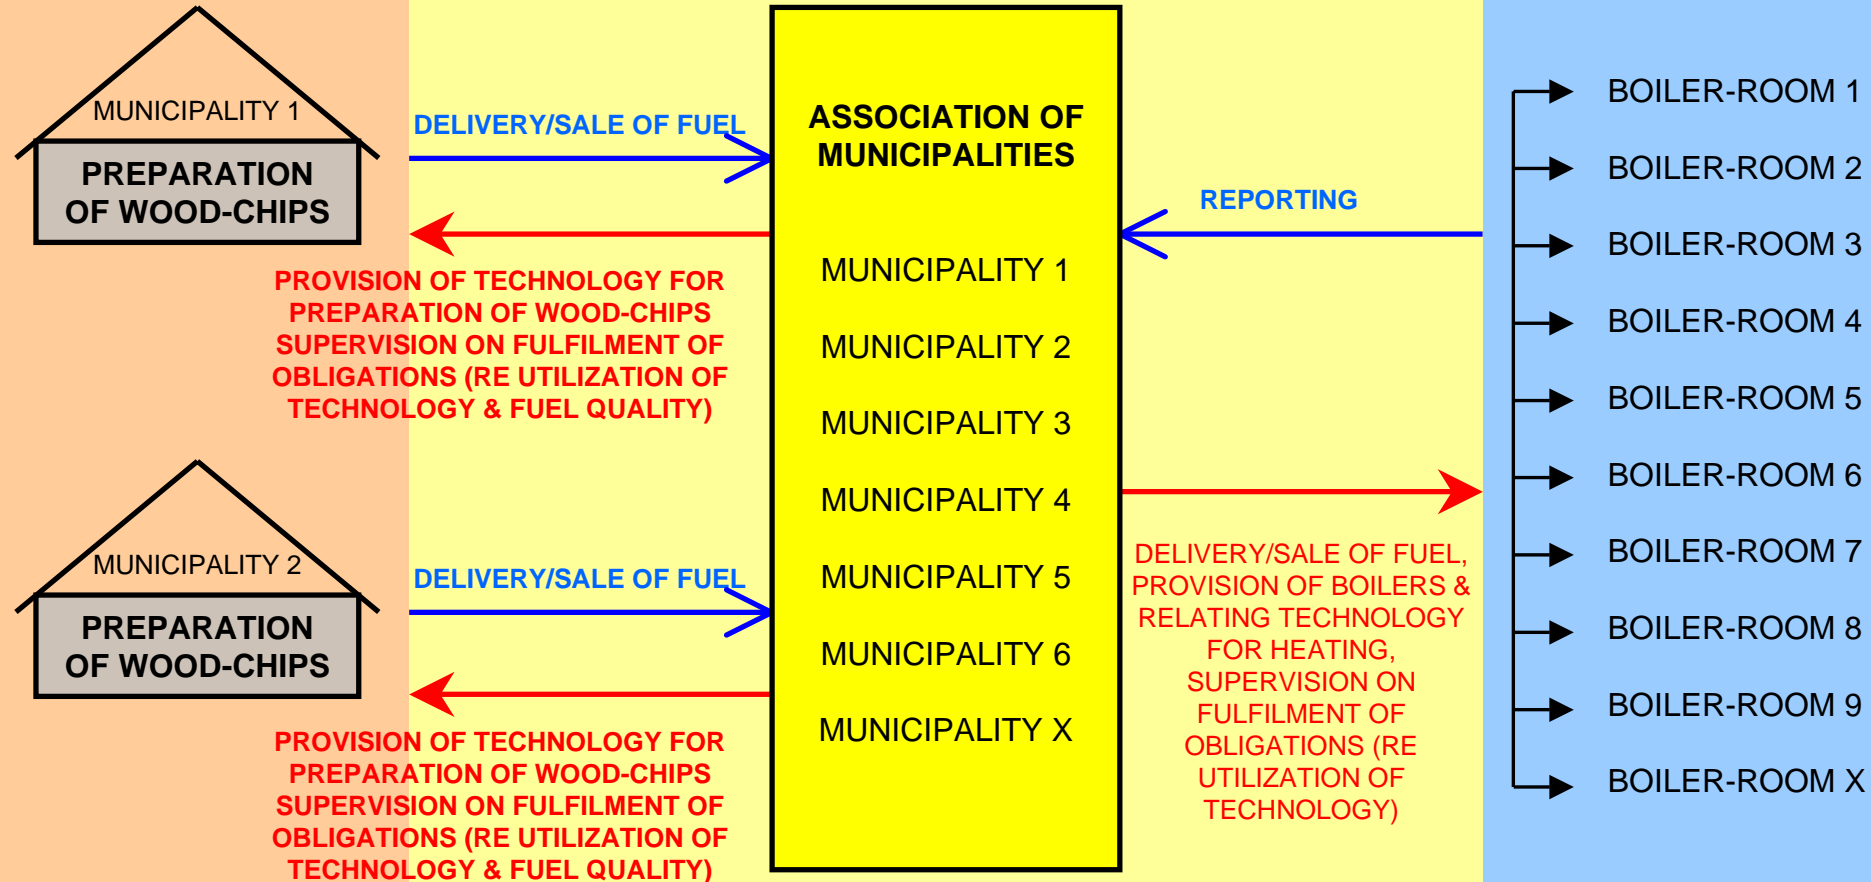 MUNICIPALITY 1
PREPARATION
OF WOOD-CHIPS
DELIVERY/SALE OF FUEL
PROVISION OF TECHNOLOGY FOR
PREPARATION OF WOOD-CHIPS
SUPERVISION ON FULFILMENT OF
OBLIGATIONS (RE UTILIZATION OF
TECHNOLOGY & FUEL QUALITY)
MUNICIPALITY 2
PREPARATION
OF WOOD-CHIPS
DELIVERY/SALE OF FUEL
PROVISION OF TECHNOLOGY FOR
PREPARATION OF WOOD-CHIPS
SUPERVISION ON FULFILMENT OF
OBLIGATIONS (RE UTILIZATION OF
TECHNOLOGY & FUEL QUALITY)
ASSOCIATION OF
MUNICIPALITIES
MUNICIPALITY 1
MUNICIPALITY 2
MUNICIPALITY 3
MUNICIPALITY 4
MUNICIPALITY 5
MUNICIPALITY 6
MUNICIPALITY X
REPORTING
DELIVERY/SALE OF FUEL,
PROVISION OF BOILERS &
RELATING TECHNOLOGY
FOR HEATING,
SUPERVISION ON
FULFILMENT OF
OBLIGATIONS (RE
UTILIZATION OF
TECHNOLOGY)
BOILER-ROOM 1
BOILER-ROOM 2
BOILER-ROOM 3
BOILER-ROOM 4
BOILER-ROOM 5
BOILER-ROOM 6
BOILER-ROOM 7
BOILER-ROOM 8
BOILER-ROOM 9
BOILER-ROOM X